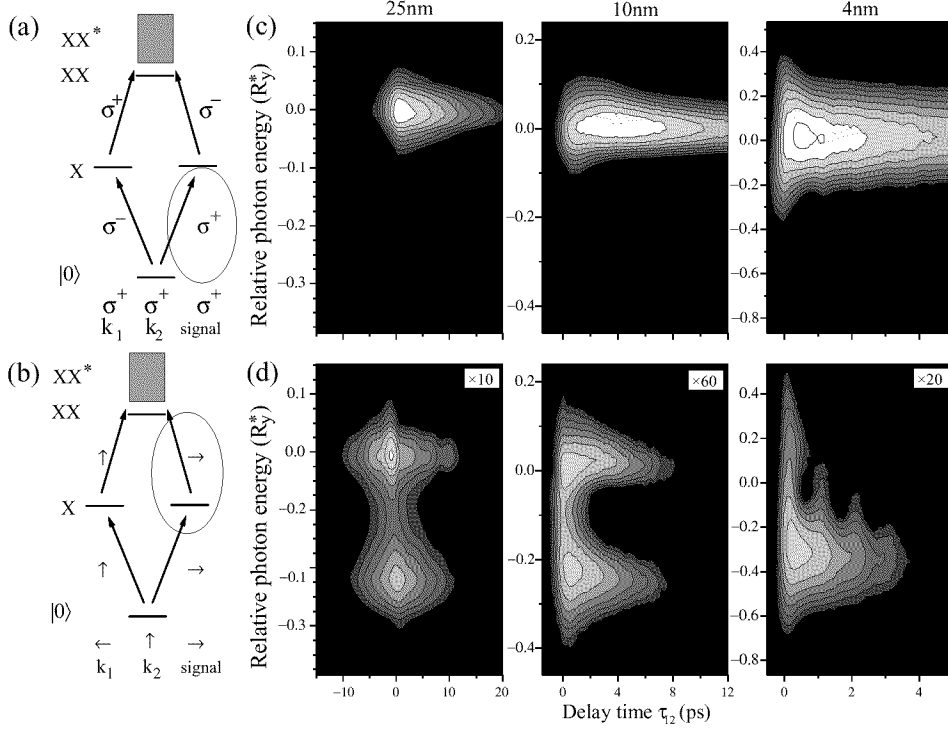 (a)
XX*
XX
σ+ σ−
X
σ− σ+
|0⟩
σ+ σ+ σ+
k1 k2 signal
(b)
XX*
XX
↑ →
X
↑ →
|0⟩
← ↑ →
k1 k2 signal
(c)
25nm 10nm 4nm
Relative photon energy (R*y)
0.1
0.0
−0.1
−0.2
−0.3
0.2
0.0
−0.2
−0.4
0.4
0.2
0.0
−0.2
−0.4
−0.6
−0.8
(d)
×10 ×60 ×20
Relative photon energy (R*y)
0.1
0.0
−0.2
−0.1
−0.3
0.2
0.0
−0.2
−0.4
0.4
0.2
0.0
−0.2
−0.4
−0.6
−0.8
−10 0 10 20
0 4 8 12
0 2 4
Delay time τ12 (ps)